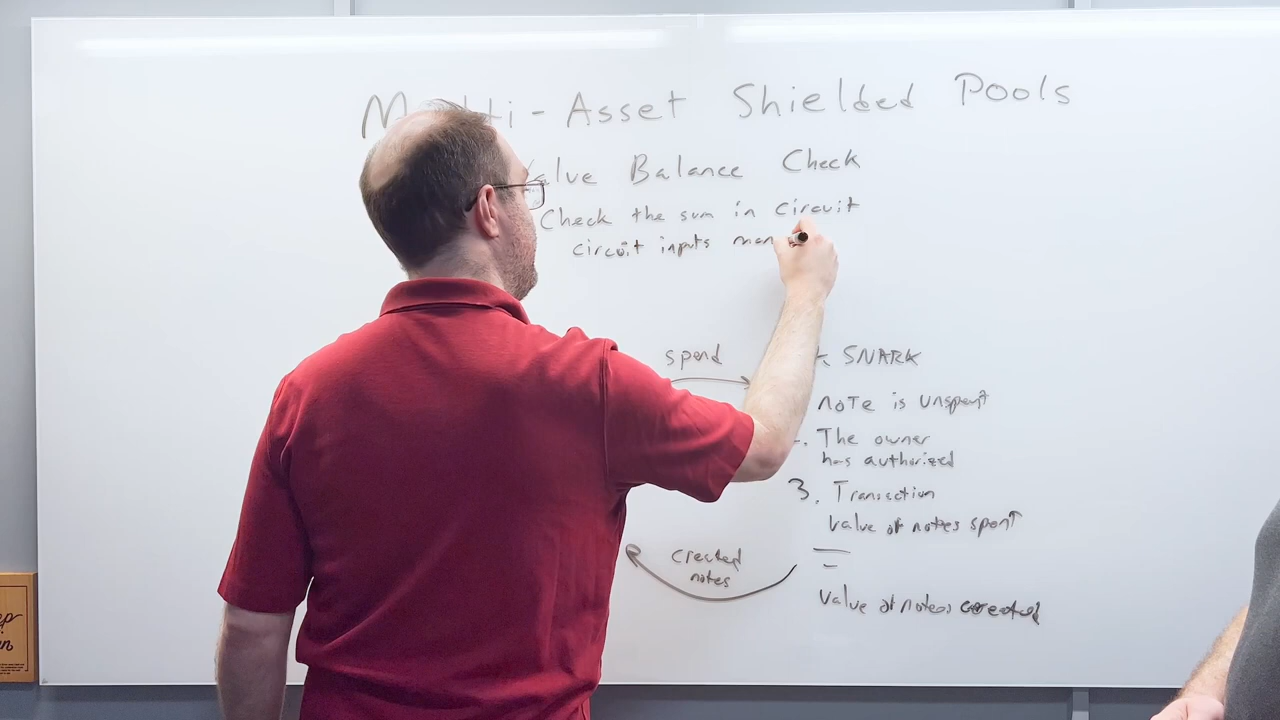 Multi-Asset Shielded Pools
Value Balance Check
Check the sum in circuit
circuit inputs
spend
SNARK
note is unspent
The owner
has authorized
3. Transaction
value of notes spent
=
value of notes created
created
notes